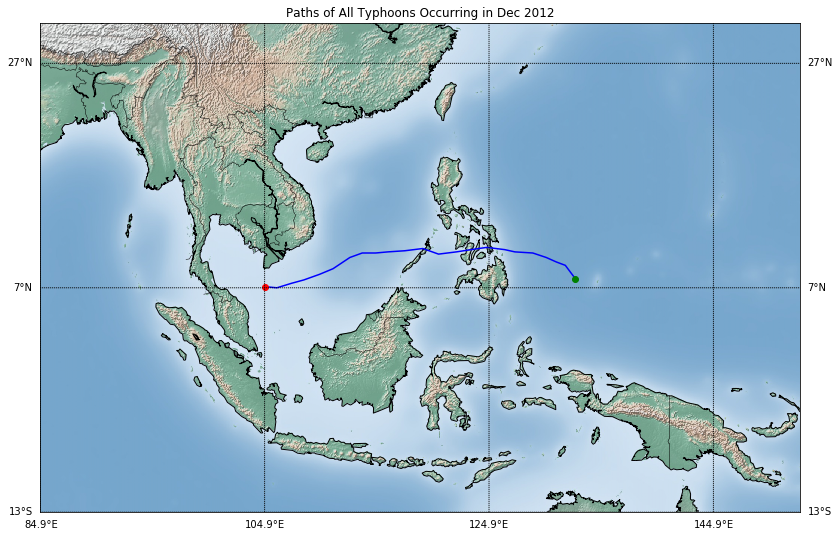 Paths of All Typhoons Occurring in Dec 2012
27°N 27°N
7°N 7°N
13°S 13°S
84.9°E 104.9°E 124.9°E 144.9°E